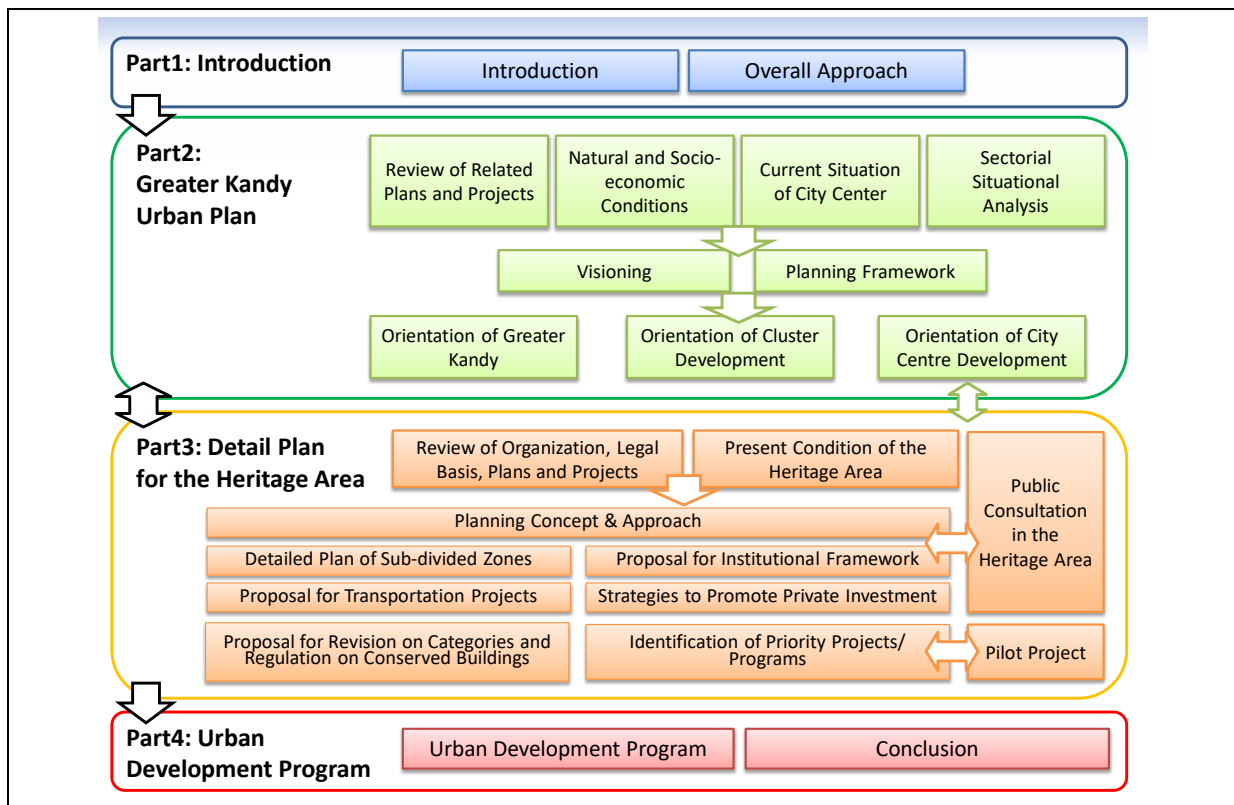 Part1: Introduction
Introduction
Overall Approach
Part2:
Greater Kandy
Urban Plan
Review of Related
Plans and Projects
Natural and Socio-
economic
Conditions
Current Situation
of City Center
Sectorial
Situational
Analysis
Visioning
Planning Framework
Orientation of Greater
Kandy
Orientation of Cluster
Development
Orientation of City
Centre Development
Part3: Detail Plan
for the Heritage Area
Review of Organization, Legal
Basis, Plans and Projects
Present Condition of the
Heritage Area
Public
Consultation
in the
Heritage Area
Planning Concept & Approach
Detailed Plan of Sub-divided Zones
Proposal for Institutional Framework
Proposal for Transportation Projects
Strategies to Promote Private Investment
Proposal for Revision on Categories and
Regulation on Conserved Buildings
Identification of Priority Projects/
Programs
Pilot Project
Part4: Urban
Development Program
Urban Development Program
Conclusion